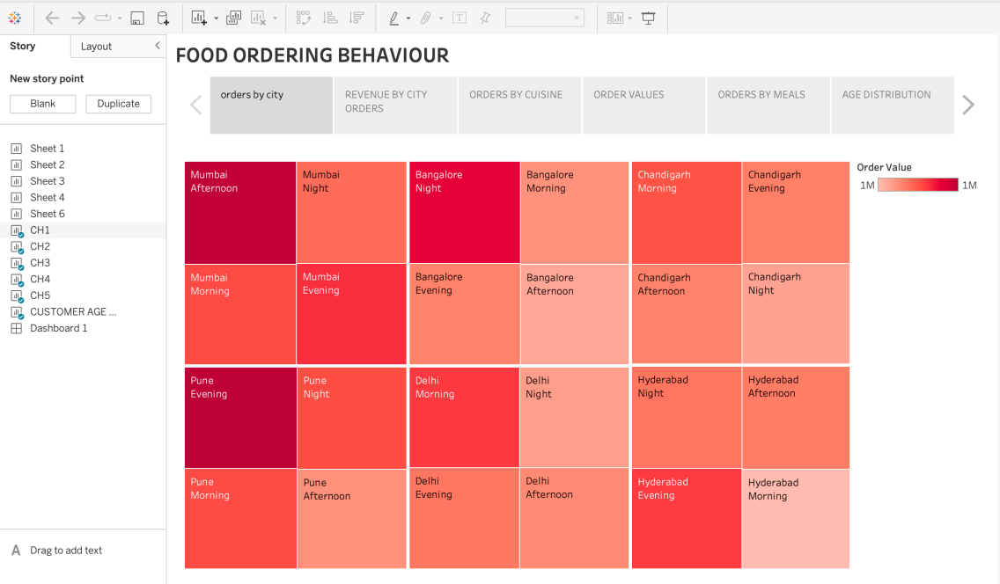 Story
Layout
New story point
Blank
Duplicate
Sheet 1
Sheet 2
Sheet 3
Sheet 4
Sheet 6
CH1
CH2
CH3
CH4
CH5
CUSTOMER AGE ...
Dashboard 1
A Drag to add text
FOOD ORDERING BEHAVIOUR
orders by city
REVENUE BY CITY
ORDERS
ORDERS BY CUISINE
ORDER VALUES
ORDERS BY MEALS
AGE DISTRIBUTION
Mumbai
Afternoon
Mumbai
Night
Bangalore
Night
Bangalore
Morning
Chandigarh
Morning
Chandigarh
Evening
Mumbai
Morning
Mumbai
Evening
Bangalore
Evening
Bangalore
Afternoon
Chandigarh
Afternoon
Chandigarh
Night
Pune
Evening
Pune
Night
Delhi
Morning
Delhi
Night
Hyderabad
Night
Hyderabad
Afternoon
Pune
Morning
Pune
Afternoon
Delhi
Evening
Delhi
Afternoon
Hyderabad
Evening
Hyderabad
Morning
Order Value
1M
1M